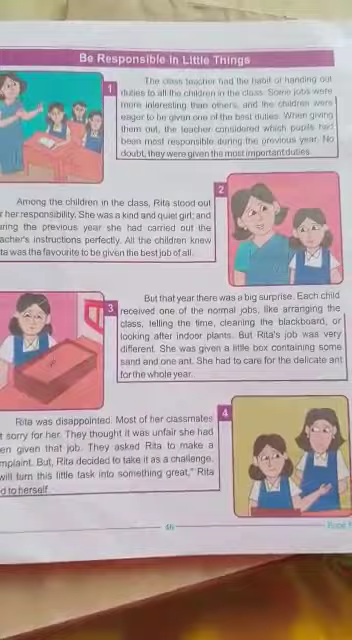 Be Responsible in Little Things
1
The class teacher had the habit of handing out
duties to all the children in the class. Some jobs were
more interesting than others, and the children were
eager to be given one of the best duties. When giving
them out, the teacher considered which pupils had
been most responsible during the previous year. No
doubt, they were given the most important duties.
2
Among the children in the class, Rita stood out
r her responsibility. She was a kind and quiet girl; and
uring the previous year she had carried out the
acher's instructions perfectly. All the children knew
ta was the favourite to be given the best job of all.
3
But that year there was a big surprise. Each child
received one of the normal jobs, like arranging the
class, telling the time, cleaning the blackboard, or
looking after indoor plants. But Rita's job was very
different. She was given a little box containing some
sand and one ant. She had to care for the delicate ant
for the whole year.
4
Rita was disappointed. Most of her classmates
t sorry for her. They thought it was unfair she had
en given that job. They asked Rita to make a
mplaint. But, Rita decided to take it as a challenge.
will turn this little task into something great," Rita
d to herself.
46